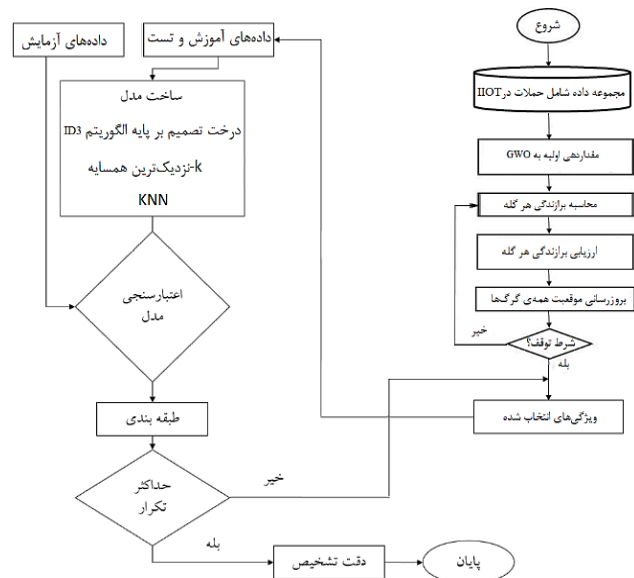 شروع
مجموعه داده شامل حملات در IIOT
مقداردهی اولیه به GWO
محاسبه برازندگی هر گله
ارزیابی برازندگی هر گله
بروزرسانی موقعیت همه‌ی گرگ‌ها
شرط توقف؟
خیر
بله
ویژگی‌های انتخاب شده
داده‌های آموزش و تست
داده‌های آزمایش
ساخت مدل
درخت تصمیم بر پایه الگوریتم ID3
k-نزدیک‌ترین همسایه
KNN
اعتبارسنجی
مدل
طبقه بندی
حداکثر
تکرار
خیر
بله
دقت تشخیص
پایان